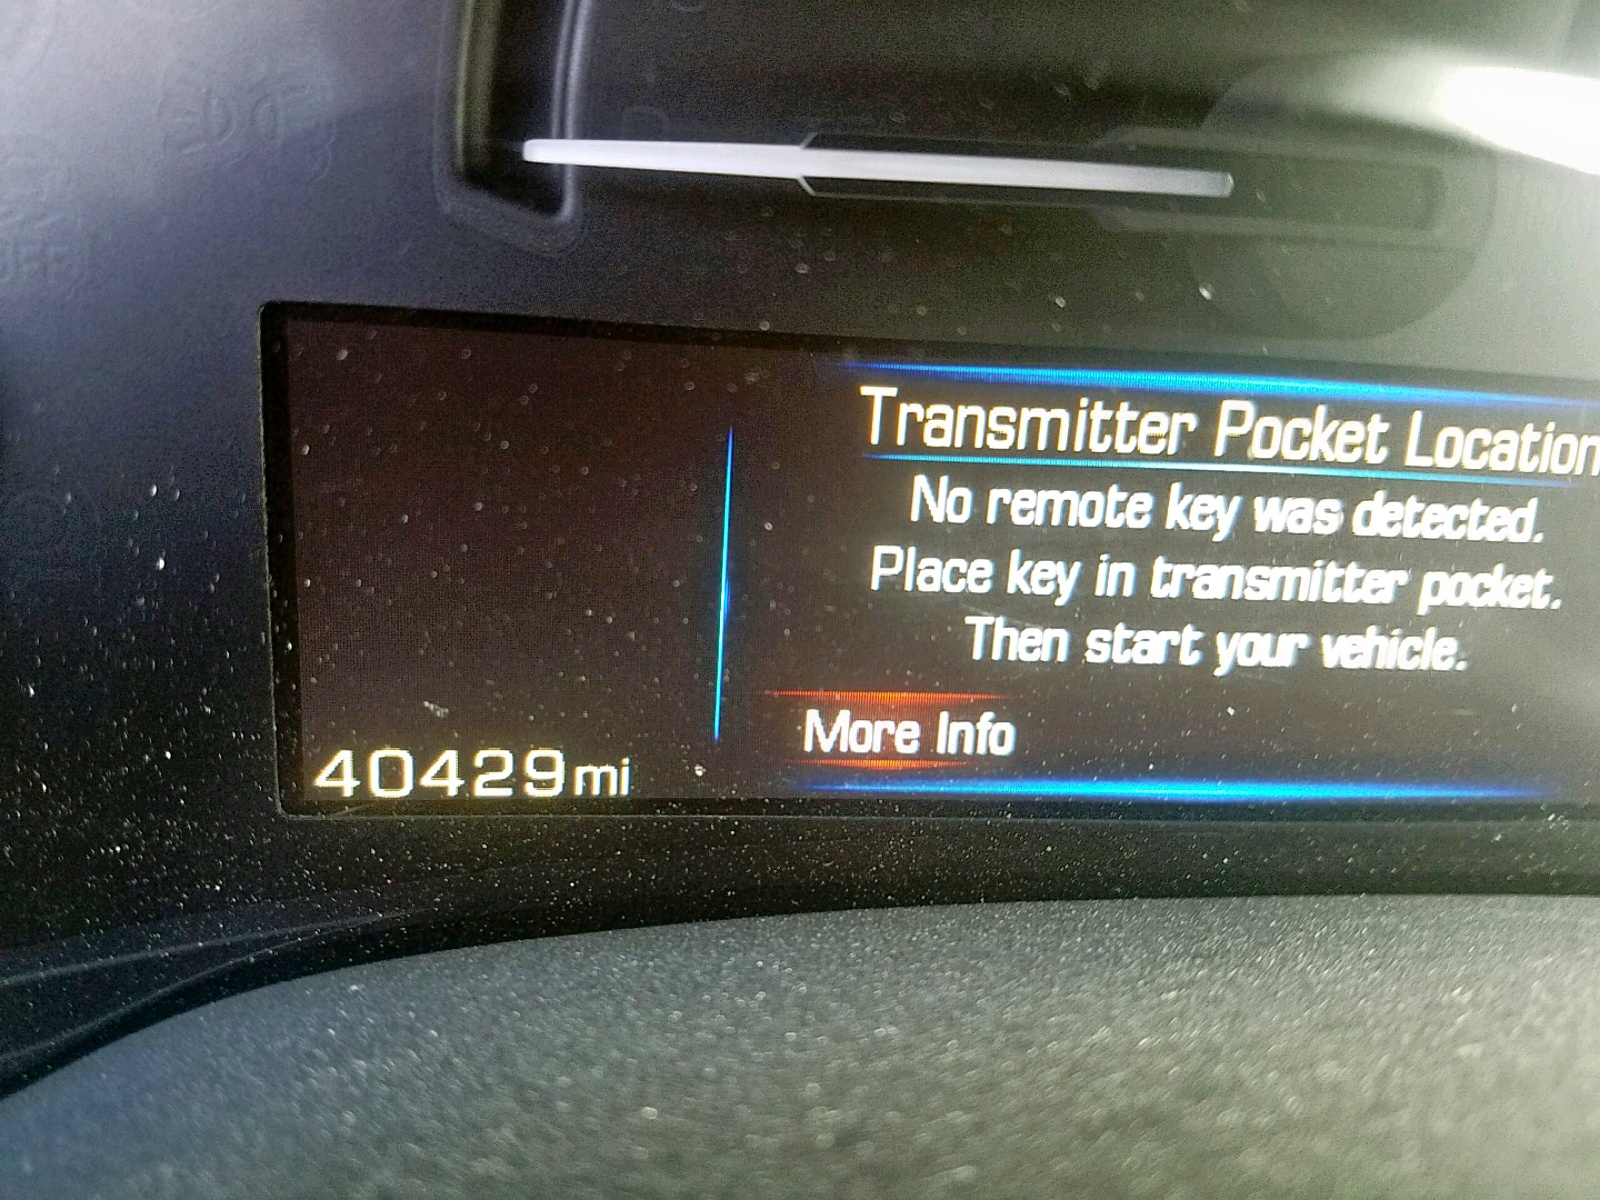 Transmitter Pocket Location
No remote key was detected.
Place key in transmitter pocket.
Then start your vehicle.
More Info
40429mi
OFF